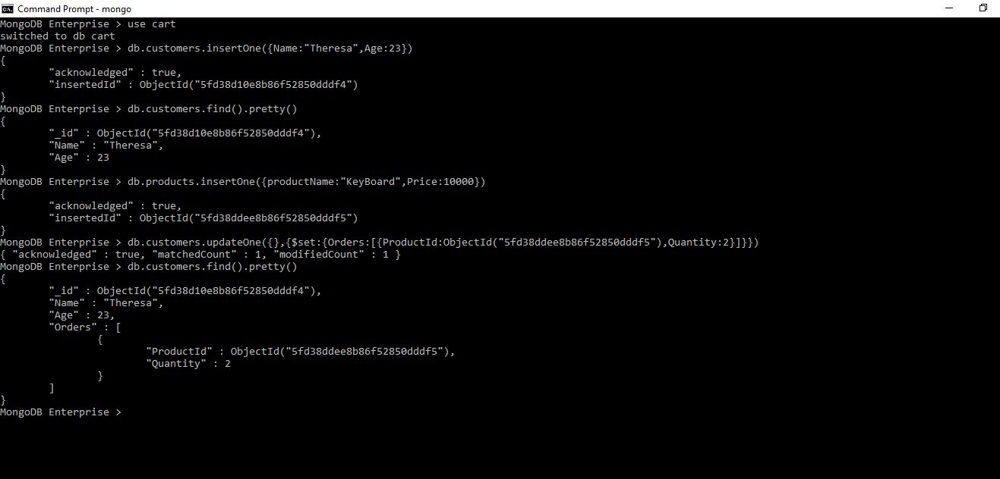 Command Prompt - mongo
MongoDB Enterprise > use cart
switched to db cart
MongoDB Enterprise > db.customers.insertOne({Name:"Theresa",Age:23})
{
        "acknowledged" : true,
        "insertedId" : ObjectId("5fd38d10e8b86f52850dddf4")
}
MongoDB Enterprise > db.customers.find().pretty()
{
        "_id" : ObjectId("5fd38d10e8b86f52850dddf4"),
        "Name" : "Theresa",
        "Age" : 23
}
MongoDB Enterprise > db.products.insertOne({productName:"KeyBoard",Price:10000})
{
        "acknowledged" : true,
        "insertedId" : ObjectId("5fd38ddee8b86f52850dddf5")
}
MongoDB Enterprise > db.customers.updateOne({},{$set:{Orders:[{ProductId:ObjectId("5fd38ddee8b86f52850dddf5"),Quantity:2}]}})
{ "acknowledged" : true, "matchedCount" : 1, "modifiedCount" : 1 }
MongoDB Enterprise > db.customers.find().pretty()
{
        "_id" : ObjectId("5fd38d10e8b86f52850dddf4"),
        "Name" : "Theresa",
        "Age" : 23,
        "Orders" : [
                {
                        "ProductId" : ObjectId("5fd38ddee8b86f52850dddf5"),
                        "Quantity" : 2
                }
        ]
}
MongoDB Enterprise >